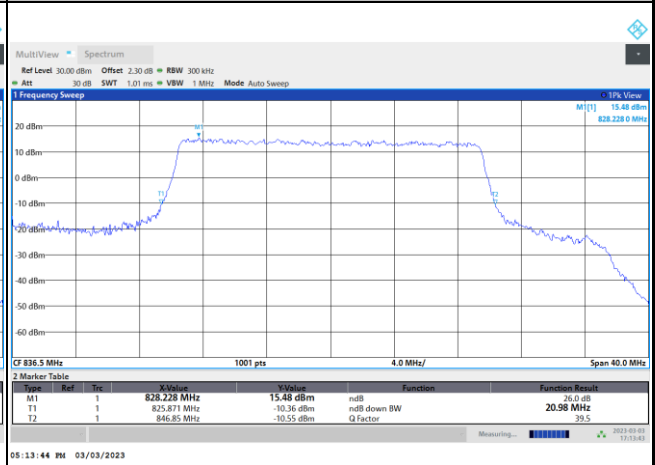 MultiView Spectrum
Ref Level 30.00 dBm Offset 2.30 dB RBW 300 kHz
Att 30 dB SWT 1.01 ms VBW 1 MHz Mode Auto Sweep
1 Frequency Sweep 1Pk View
M1[1] 15.48 dBm
828.228 0 MHz
20 dBm
M1
10 dBm
0 dBm
T1
T2
-10 dBm
-20 dBm
-30 dBm
-40 dBm
-50 dBm
-60 dBm
CF 836.5 MHz 1001 pts 4.0 MHz/ Span 40.0 MHz
2 Marker Table
Type Ref Trc X-Value Y-Value Function Function Result
M1 1 828.228 MHz 15.48 dBm ndB 26.0 dB
T1 1 825.871 MHz -10.36 dBm ndB down BW 20.98 MHz
T2 1 846.85 MHz -10.55 dBm Q Factor 39.5
Measuring... 2023-03-03
17:13:43
05:13:44 PM 03/03/2023